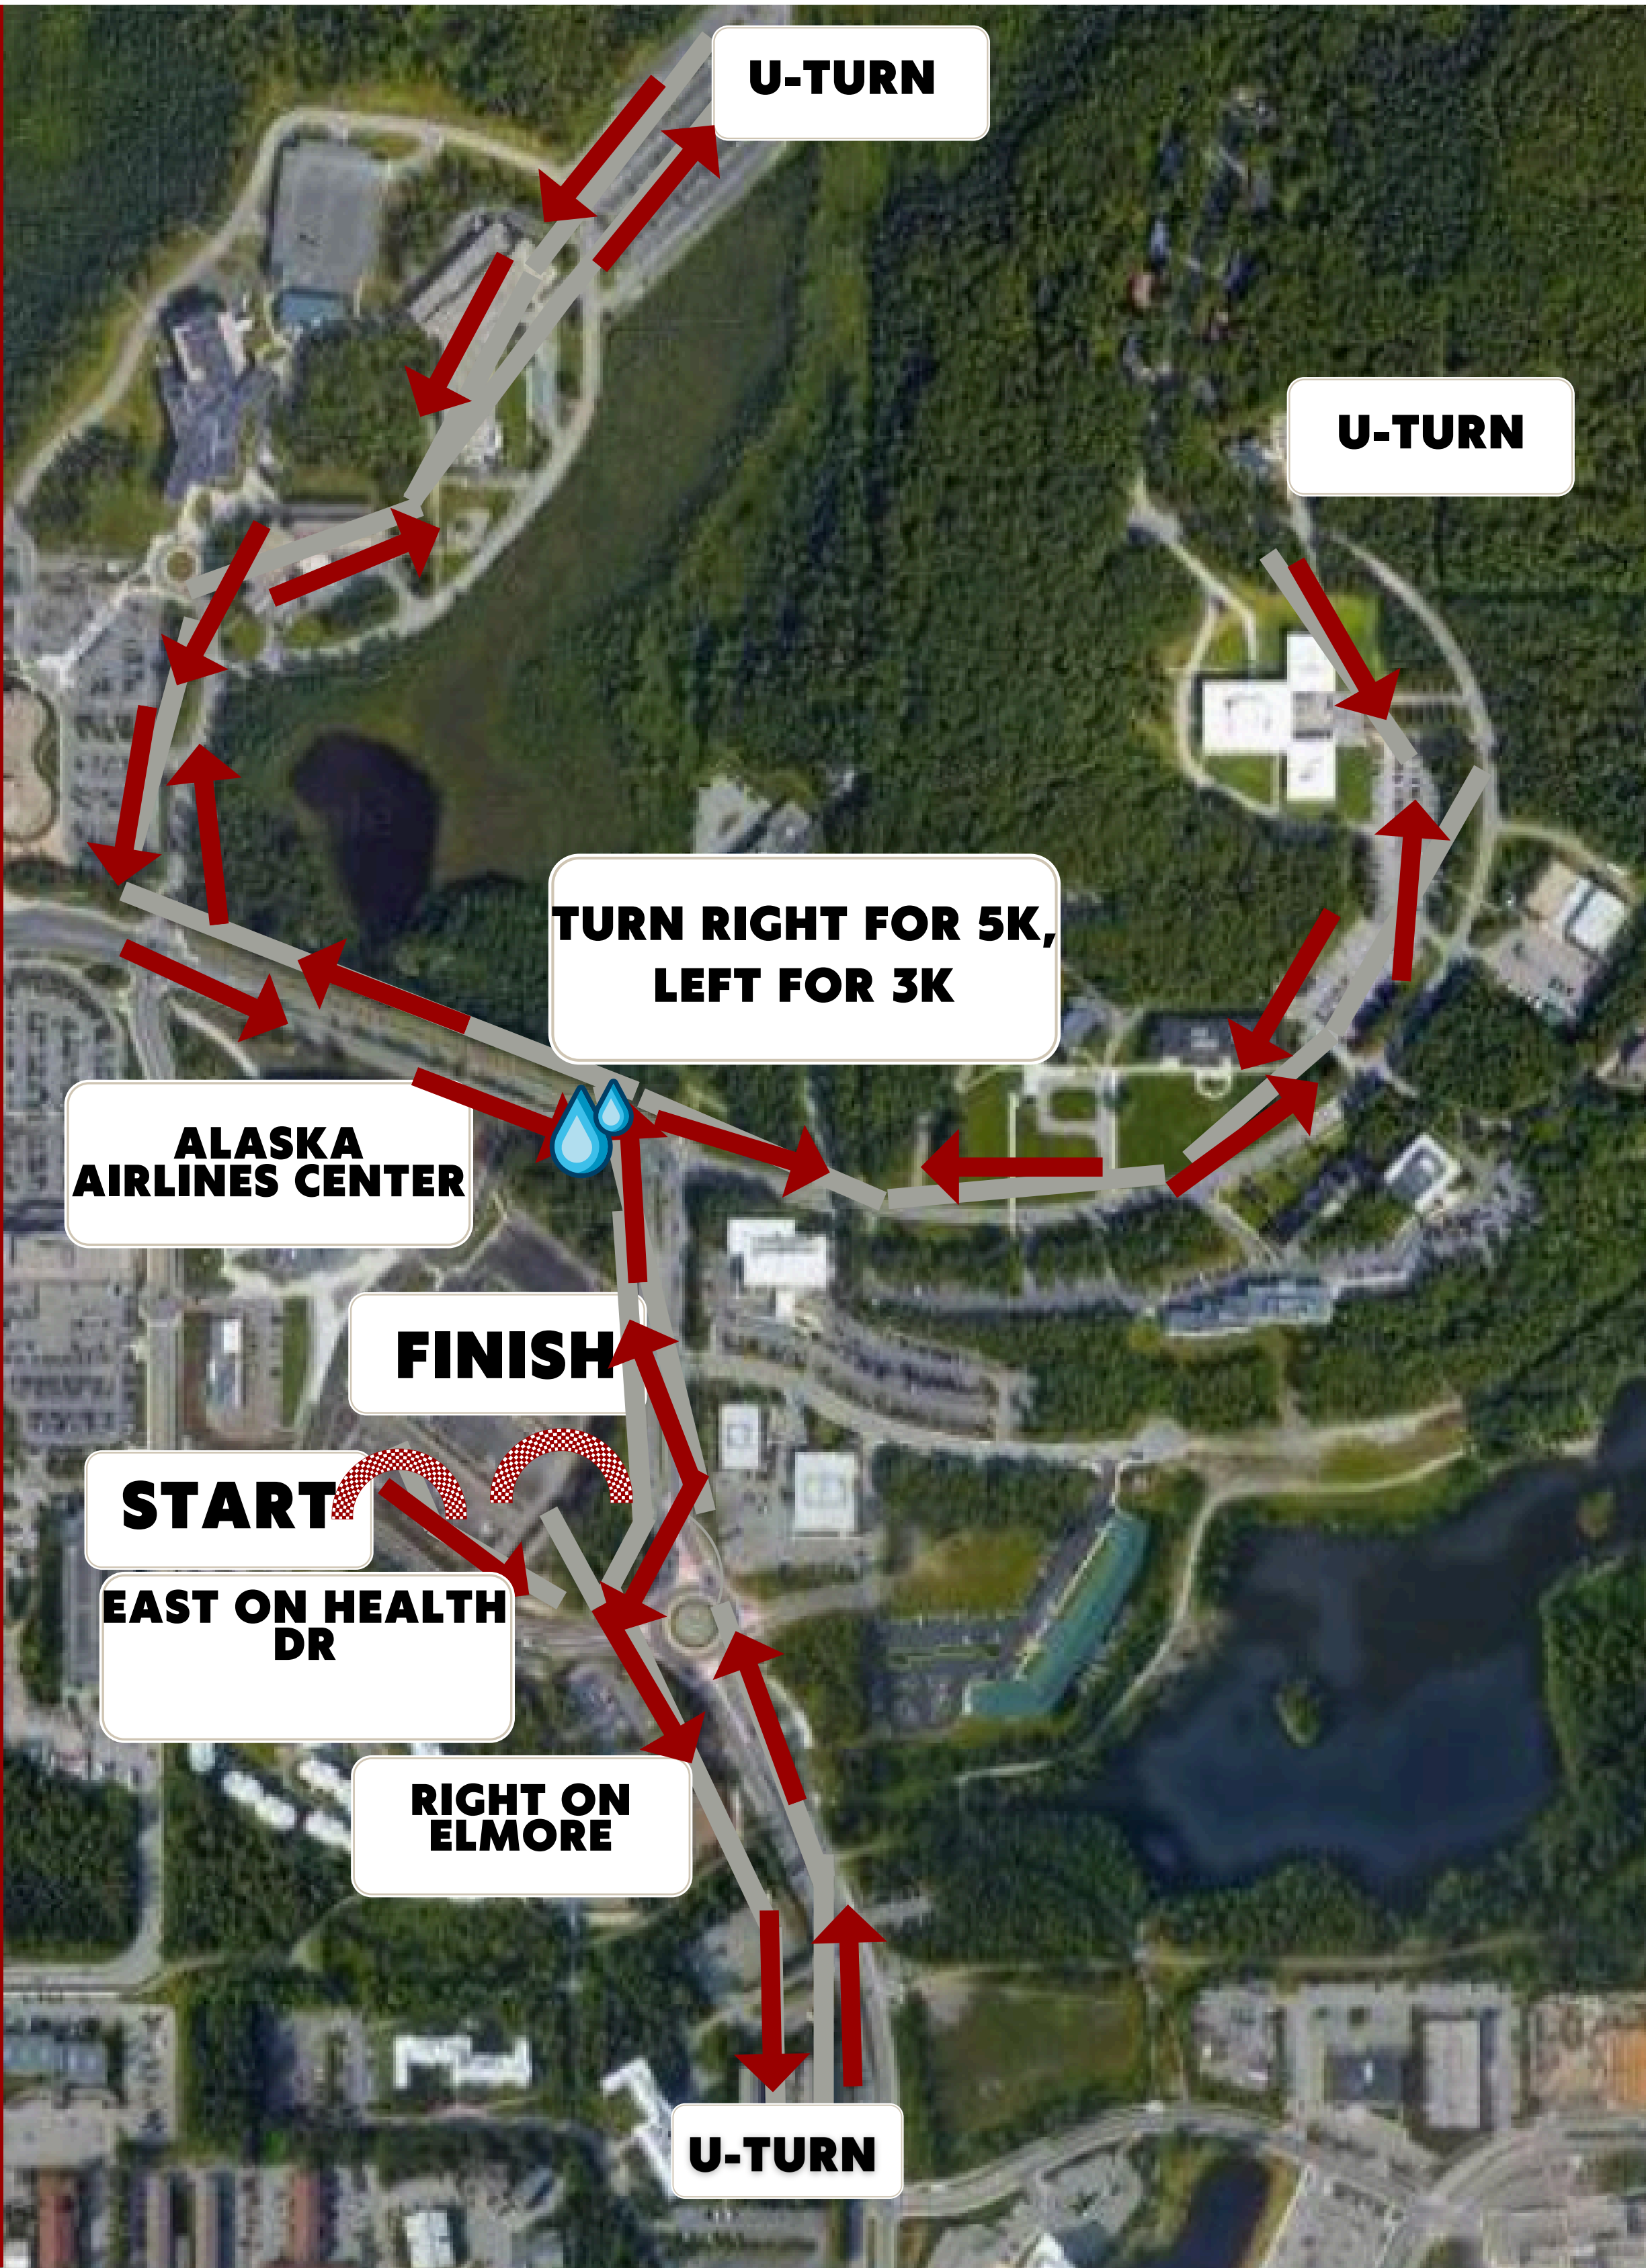 U-TURN
U-TURN
TURN RIGHT FOR 5K,
LEFT FOR 3K
ALASKA
AIRLINES CENTER
FINISH
START
EAST ON HEALTH
DR
RIGHT ON
ELMORE
U-TURN